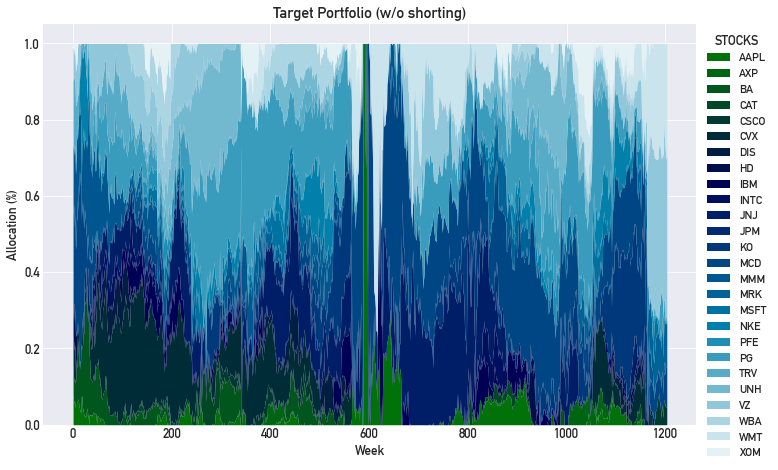 Target Portfolio (w/o shorting)
Allocation (%)
1.0
0.8
0.6
0.4
0.2
0.0
0 200 400 600 800 1000 1200
Week
STOCKS
AAPL
AXP
BA
CAT
CSCO
CVX
DIS
HD
IBM
INTC
JNJ
JPM
KO
MCD
MMM
MRK
MSFT
NKE
PFE
PG
TRV
UNH
VZ
WBA
WMT
XOM